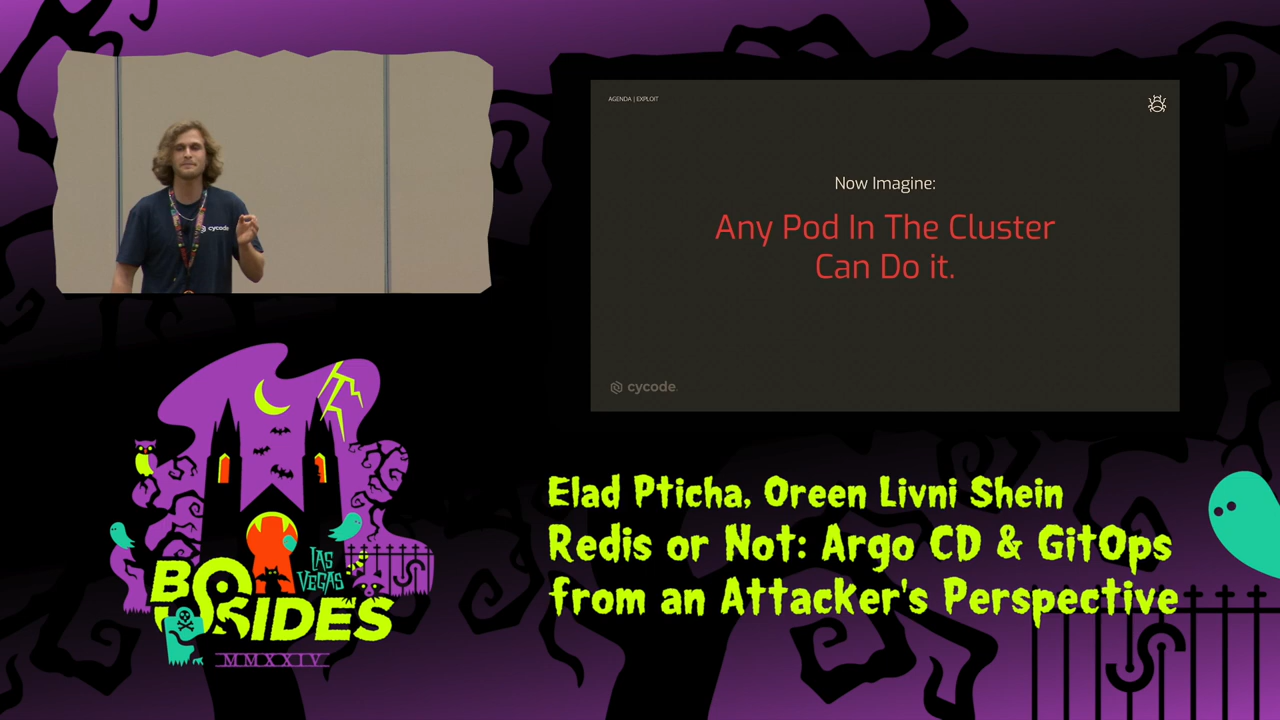 cycode
AGENDA | EXPLOIT
Now Imagine:
Any Pod In The Cluster
Can Do it.
cycode.
LAS
VEGAS
BSIDES
MMXXIV
Elad Pticha, Oreen Livni Shein
Redis or Not: Argo CD & GitOps
from an Attacker's Perspective